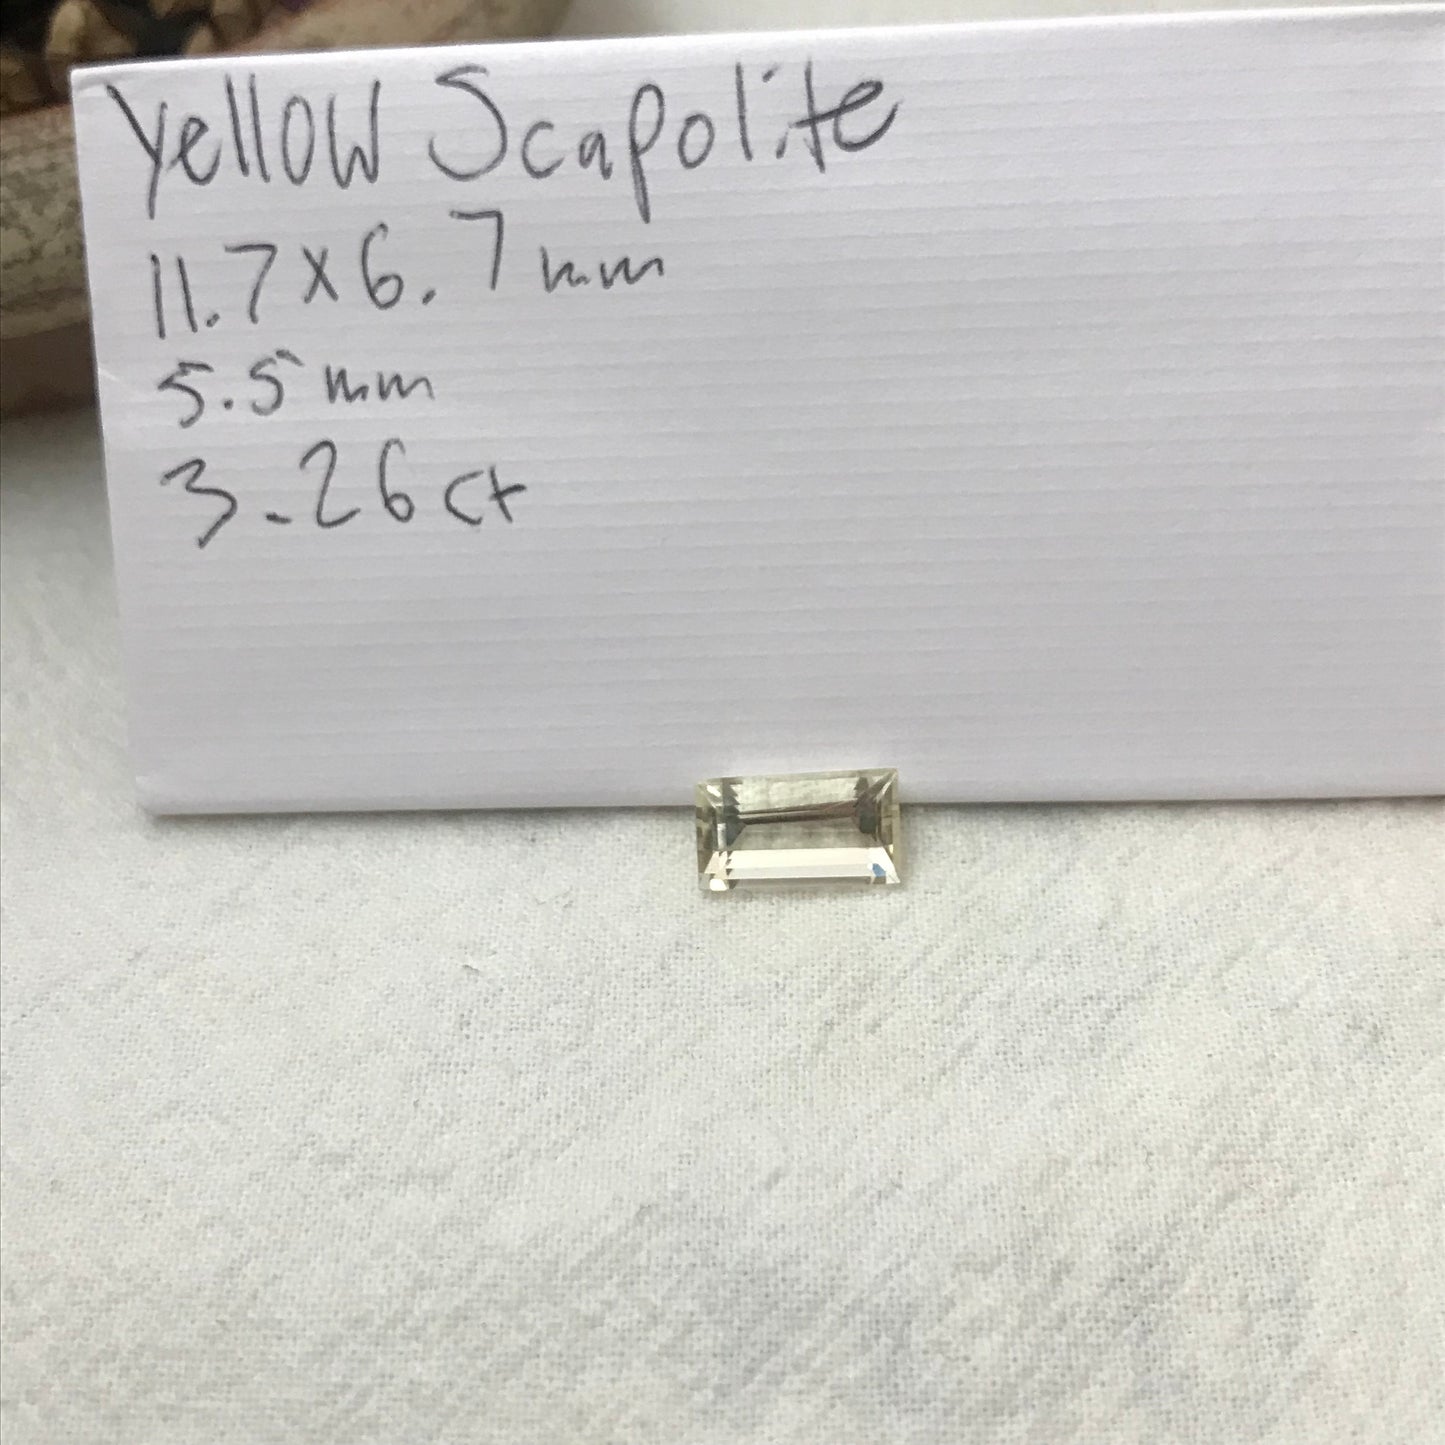 Yellow Scapolite
11.7x6.7mm
5.5mm
3.26ct